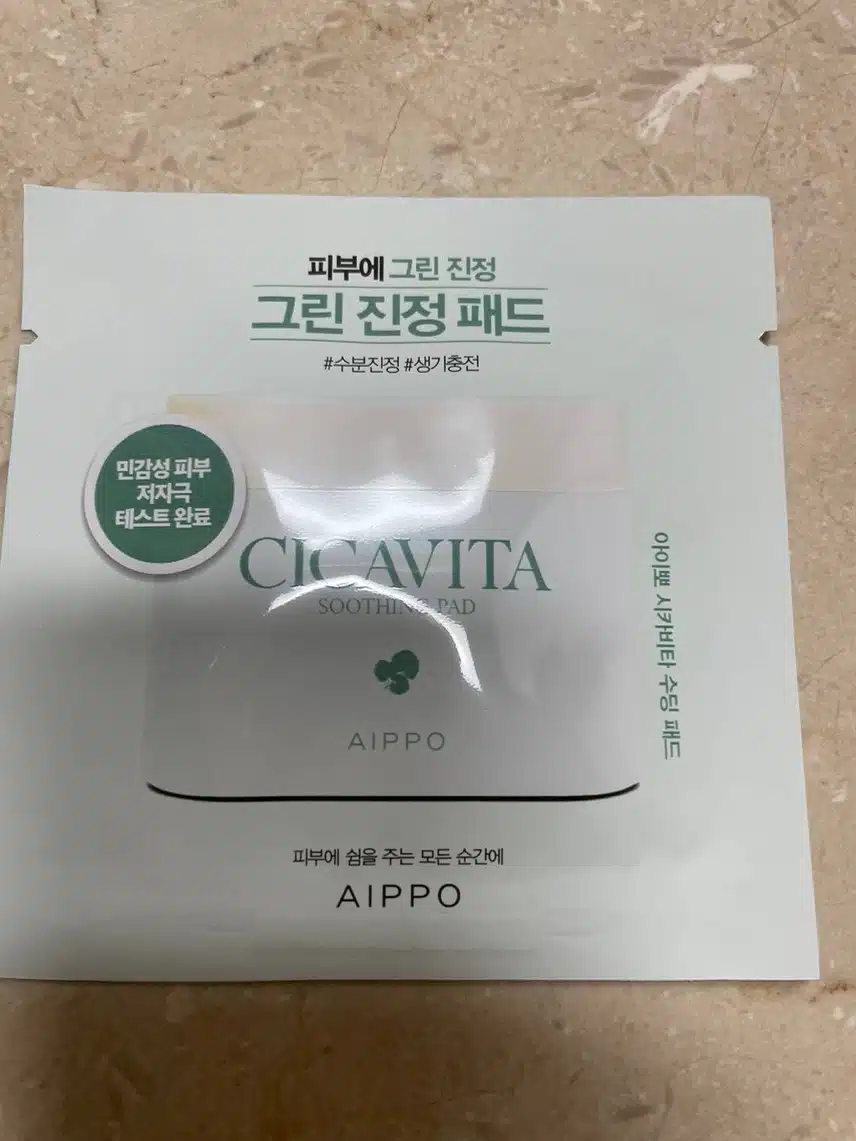 피부에 그린 진정
그린 진정 패드
#수분진정 #생기충전
민감성 피부
저자극
테스트 완료
CICAVITA
SOOTHING PAD
AIPPO
아이뽀 시카비타 수딩 패드
피부에 쉼을 주는 모든 순간에
AIPPO